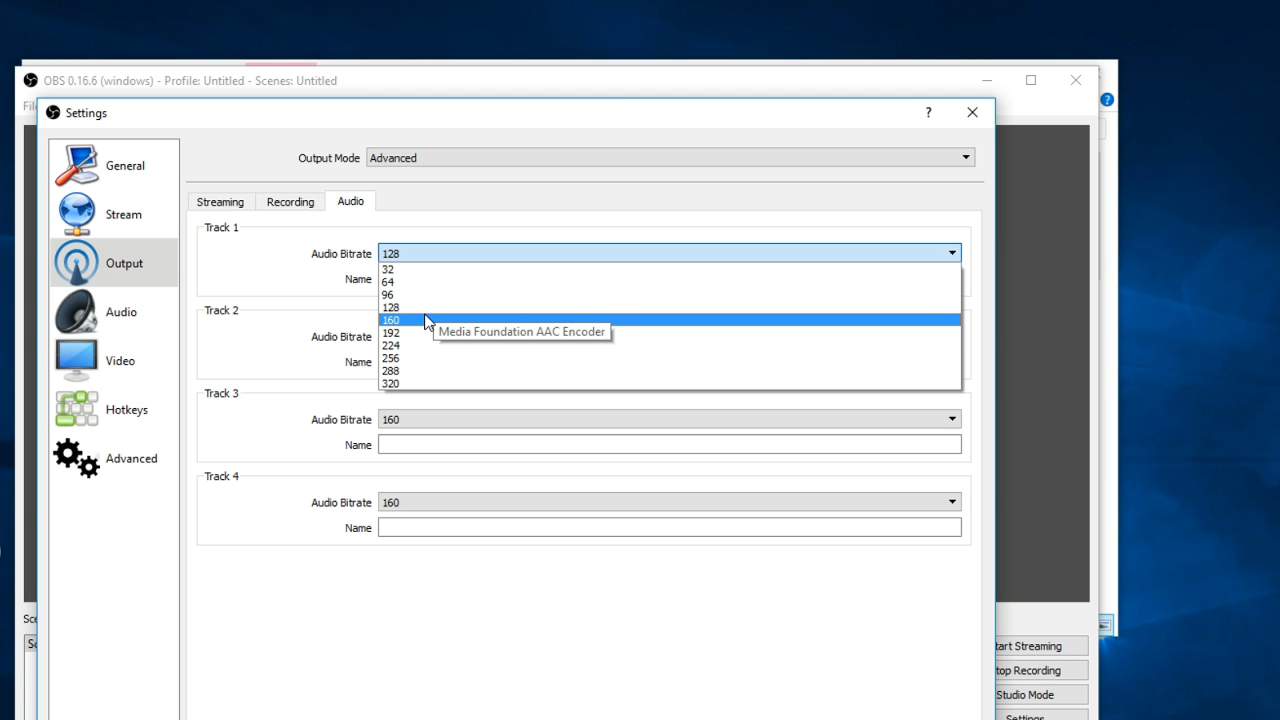 OBS 0.16.6 (windows) - Profile: Untitled - Scenes: Untitled
Settings
?
General
Stream
Output
Audio
Video
Hotkeys
Advanced
Output Mode Advanced
Streaming Recording Audio
Track 1
Audio Bitrate 128
32
64
96
128
160
192
224
256
288
320
Name
Media Foundation AAC Encoder
Track 2
Audio Bitrate
Name
Track 3
Audio Bitrate 160
Name
Track 4
Audio Bitrate 160
Name
tart Streaming
top Recording
Studio Mode
Settings